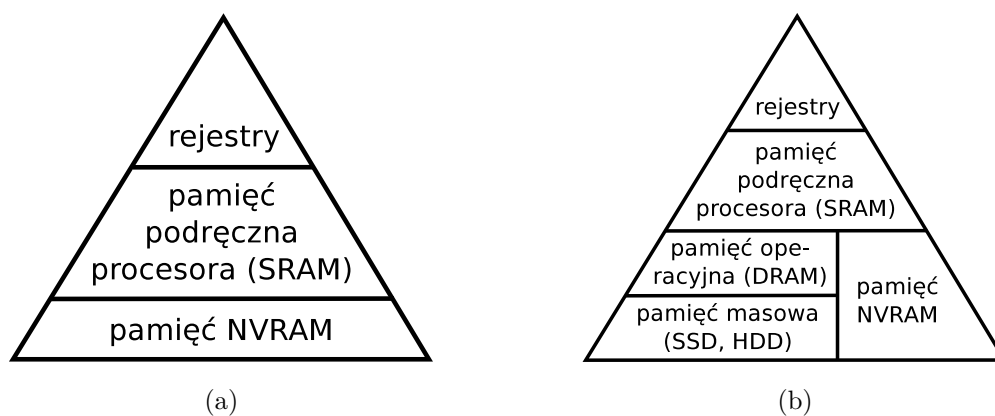 rejestry
pamięć
podręczna
procesora (SRAM)
pamięć NVRAM
(a)
rejestry
pamięć
podręczna
procesora (SRAM)
pamięć ope-
racyjna (DRAM)
pamięć masowa
(SSD, HDD)
pamięć
NVRAM
(b)